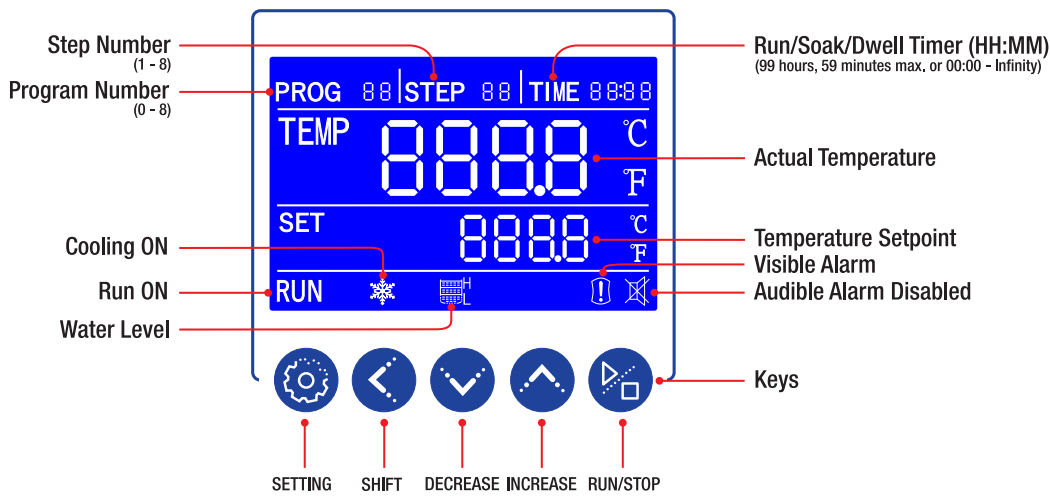 Step Number
(1 - 8)
Program Number
(0 - 8)
Run/Soak/Dwell Timer (HH:MM)
(99 hours, 59 minutes max. or 00:00 - Infinity)
PROG 88 STEP 88 TIME 88:88
TEMP 888.8 °C
°F
Actual Temperature
SET 888.8 °C
°F
Temperature Setpoint
Visible Alarm
Audible Alarm Disabled
Cooling ON
Run ON
Water Level
RUN H
L
Keys
SETTING SHIFT DECREASE INCREASE RUN/STOP